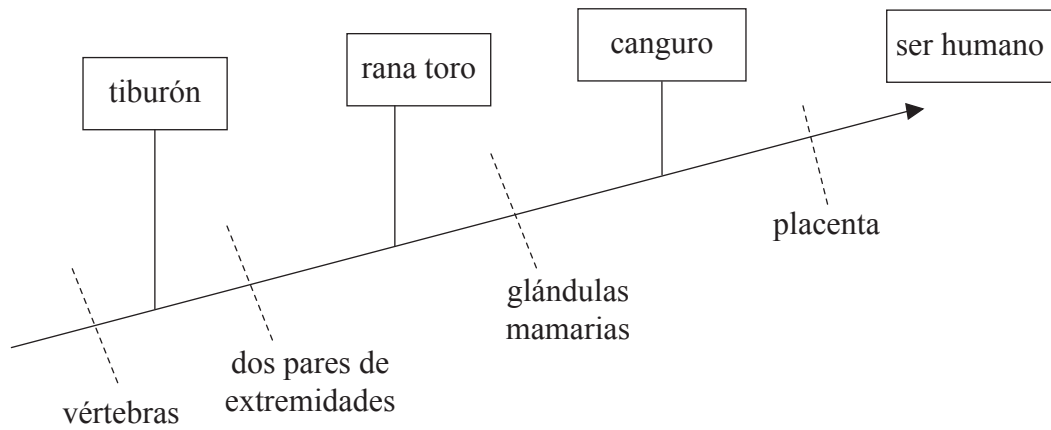 tiburón
rana toro
canguro
ser humano
vértebras
dos pares de
extremidades
glándulas
mamarias
placenta